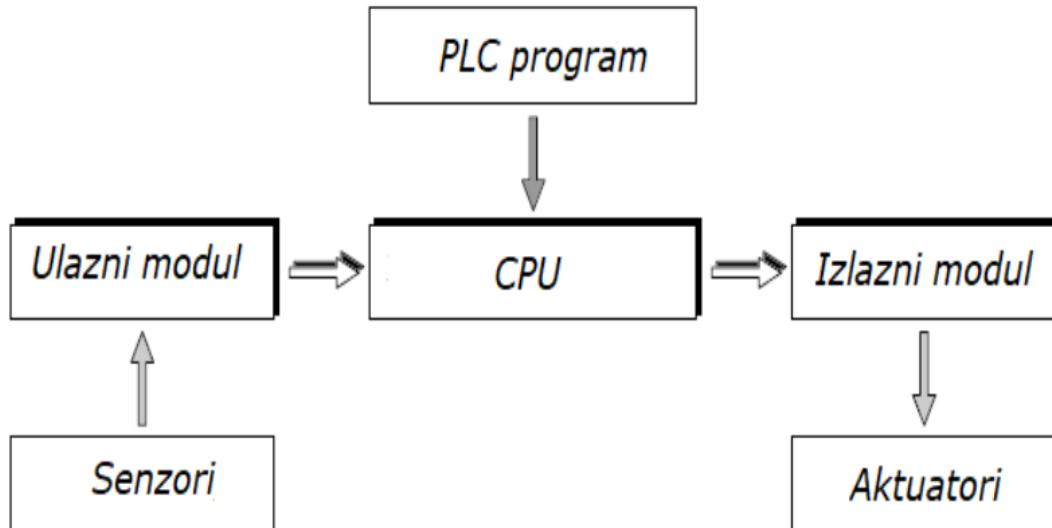 PLC program
Ulazni modul
CPU
Izlazni modul
Senzori
Aktuatori